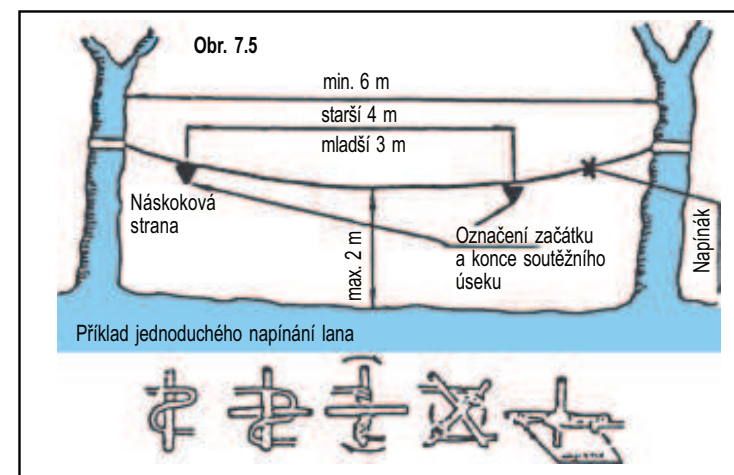 Obr. 7.5
min. 6 m
starší 4 m
mladší 3 m
Náskoková
strana
max. 2 m
Označení začátku
a konce soutěžního
úseku
Napínák
Příklad jednoduchého napínání lana